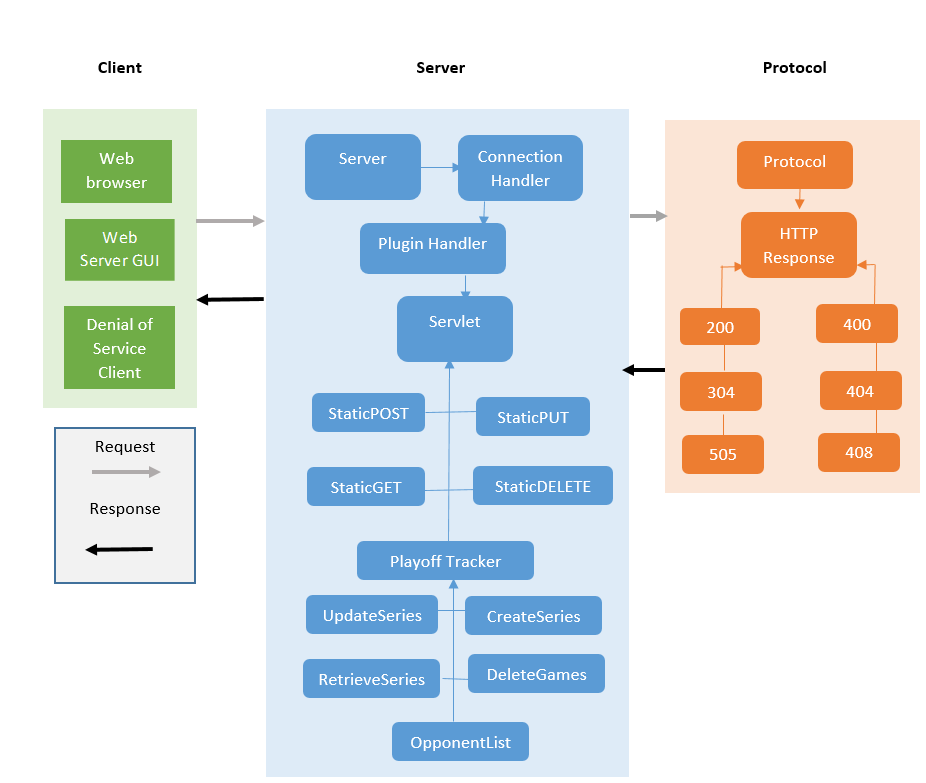 Client
Server
Protocol
Web
browser
Web
Server GUI
Denial of
Service
Client
Request
Response
Server
Connection
Handler
Plugin Handler
Servlet
StaticPOST
StaticPUT
StaticGET
StaticDELETE
Playoff Tracker
UpdateSeries
CreateSeries
RetrieveSeries
DeleteGames
OpponentList
Protocol
HTTP
Response
200
400
304
404
505
408